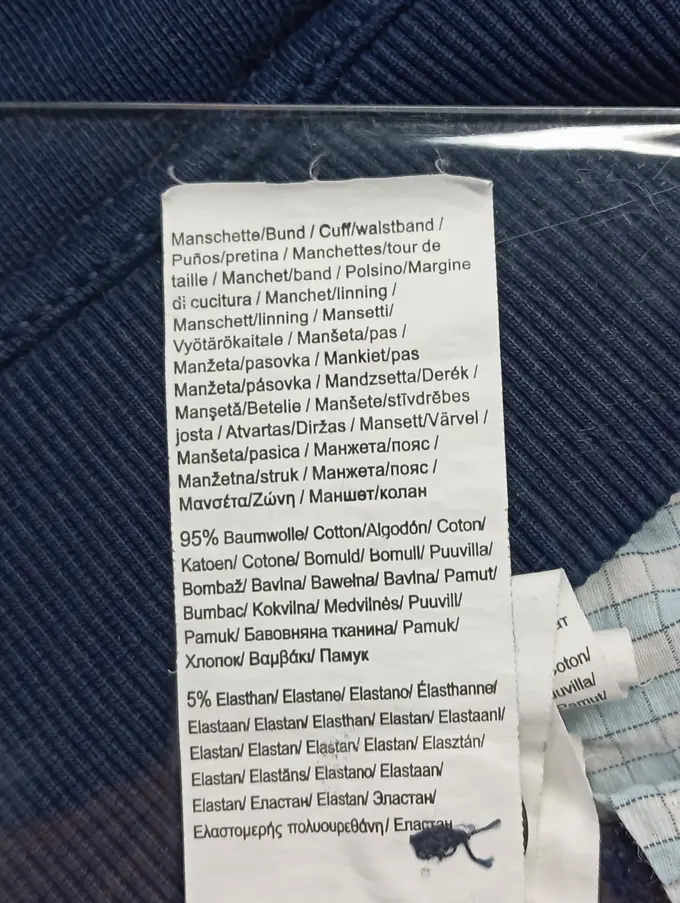 Manschette/Bund / Cuff/walstband /
Puños/pretina / Manchettes/tour de
taille / Manchet/band / Polsino/Margine
di cucitura / Manchet/linning /
Manschett/linning / Mansetti/
Vyötärökaitale / Manšeta/pas /
Manžeta/pasovka / Mankiet/pas
Manžeta/pásovka / Mandzsetta/Derék /
Manşetă/Betelie / Manšete/stīvdrēbes
josta / Atvartas/Diržas / Mansett/Värvel /
Manšeta/pasica / Манжета/пояс /
Manžetna/struk / Манжета/пояс /
Μανσέτα/Ζώνη / Маншет/колан
95% Baumwolle/ Cotton/Algodón/ Coton/
Katoen/ Cotone/ Bomuld/ Bomull/ Puuvilla/
Bombaž/ Bavlna/ Bawełna/ Bavlna/ Pamut/
Bumbac/ Kokvilna/ Medvilnės/ Puuvill/
Pamuk/ Бавовняна тканина/ Pamuk/
Хлопок/ Βαμβάκι/ Памук
5% Elasthan/ Elastane/ Elastano/ Élasthanne/
Elastaan/ Elastan/ Elasthan/ Elastan/ Elastaani/
Elastan/ Elastan/ Elastan/ Elastan/ Elasztán/
Elastan/ Elastāns/ Elastano/ Elastaan/
Elastan/ Еластан/ Elastan/ Эластан/
Ελαστομερής πολυουρεθάνη/ Еластан
oton/
uvilla/
Pamut/